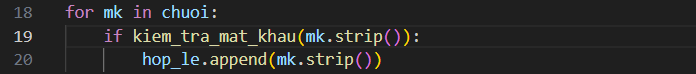 18 for mk in chuoi:
19 if kiem_tra_mat_khau(mk.strip()):
20 hop_le.append(mk.strip())